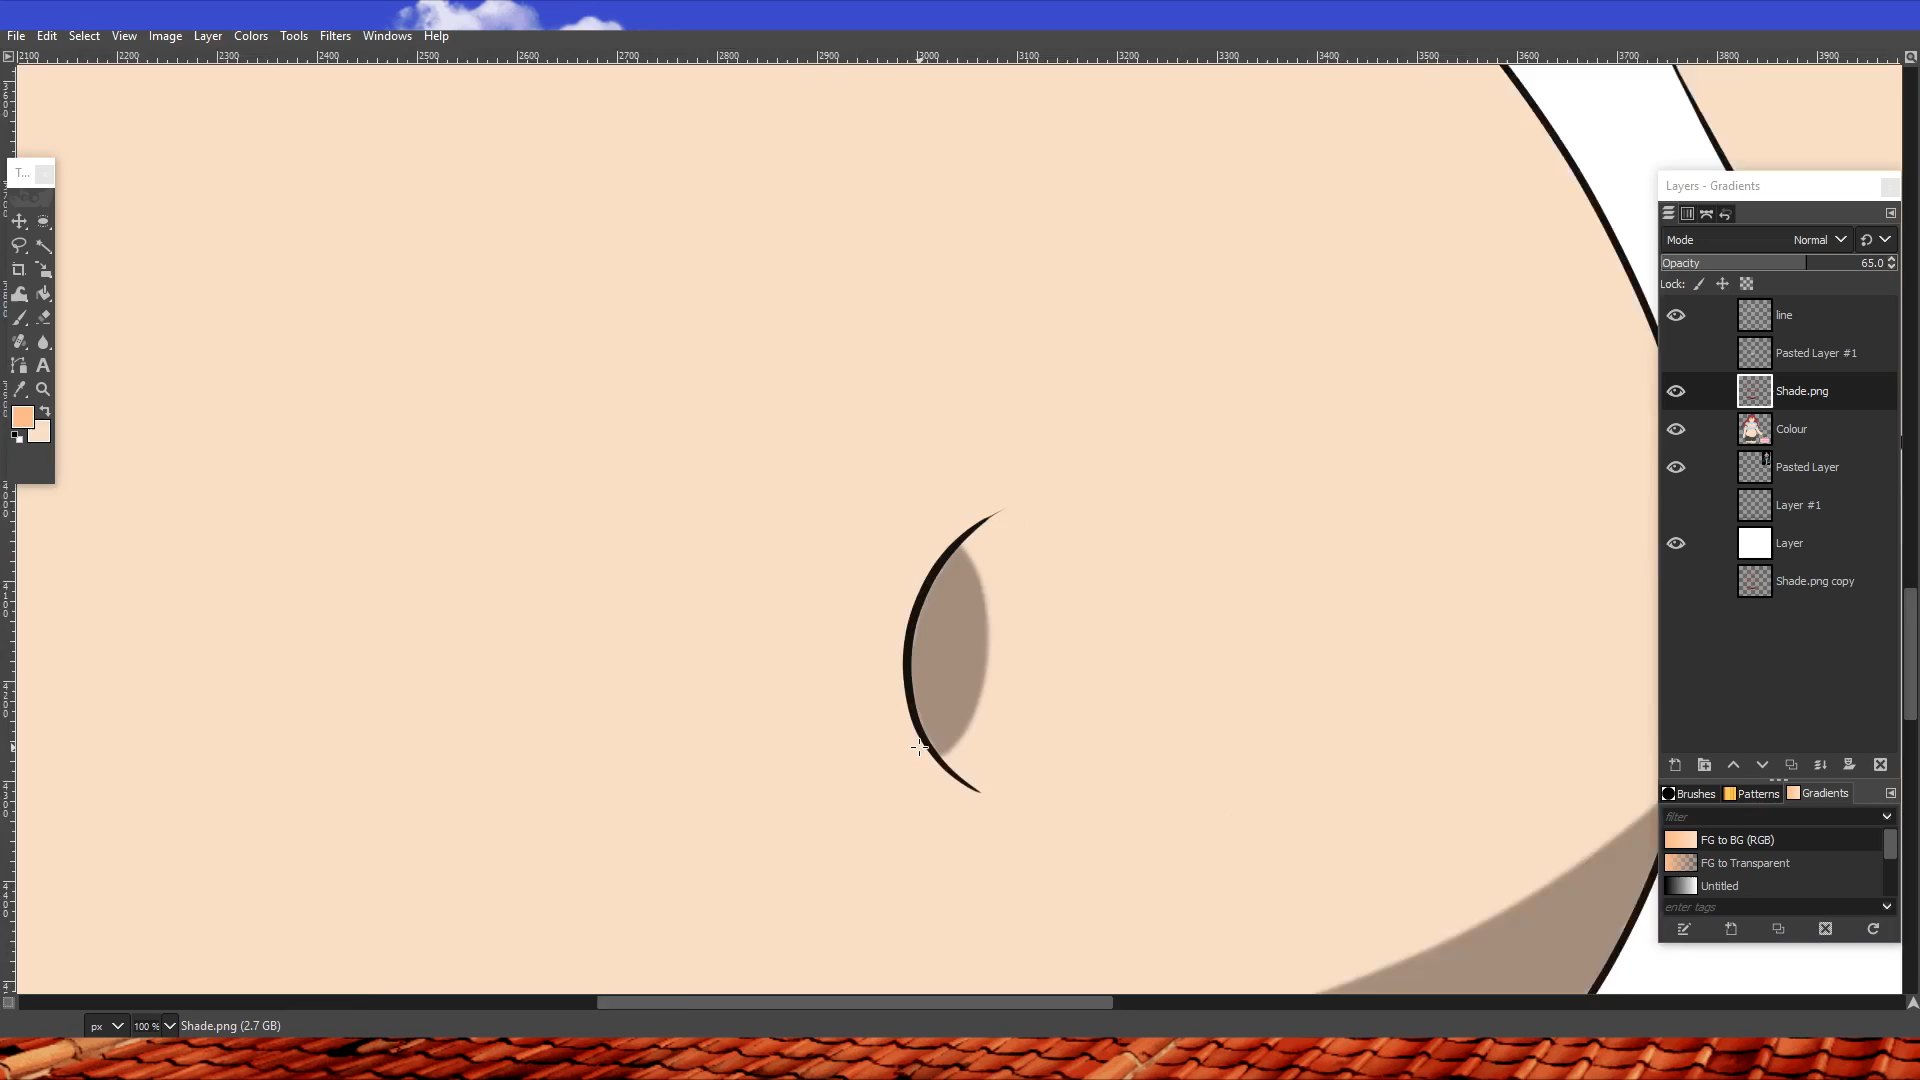 File Edit Select View Image Layer Colors Tools Filters Windows Help
2100 2200 2300 2400 2500 2600 2700 2800 2900 3000 3100 3200 3300 3400 3500 3600 3700 3800 3900
T...
Layers - Gradients
Mode Normal
Opacity 65.0
Lock:
line
Pasted Layer #1
Shade.png
Colour
Pasted Layer
Layer #1
Layer
Shade.png copy
Brushes Patterns Gradients
filter
FG to BG (RGB)
FG to Transparent
Untitled
enter tags
px 100 % Shade.png (2.7 GB)